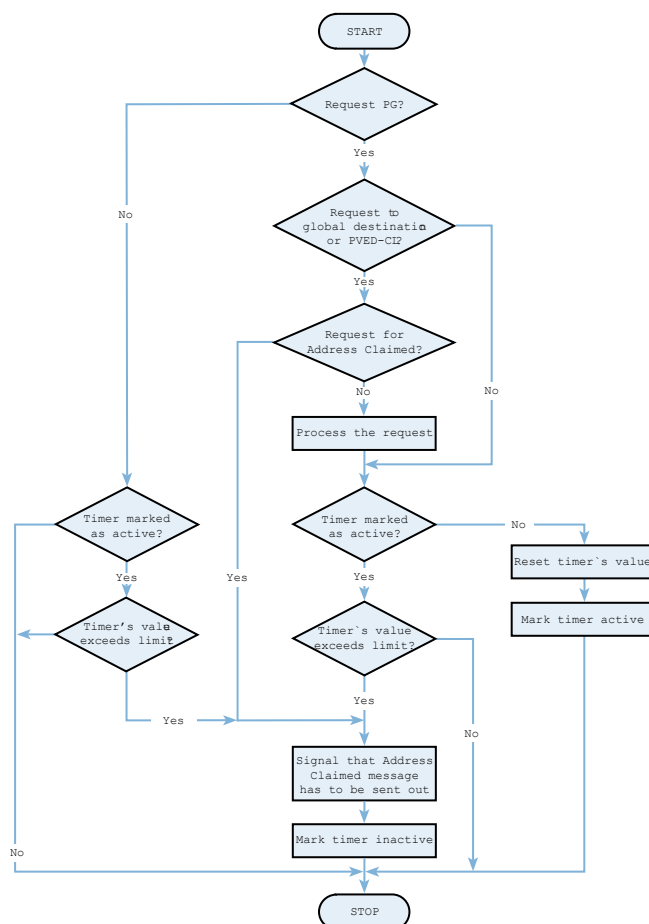 START
Request PG?
Yes
No
Request to
global destination
or PVED-CI?
Yes
Request for
Address Claimed?
No
No
Process the request
Timer marked
as active?
Timer marked
as active?
No
Reset timer`s value
Yes
Yes
Yes
Mark timer active
Timer’s value
exceeds limit?
Timer`s value
exceeds limit?
Yes
Yes
No
Signal that Address
Claimed message
has to be sent out
Mark timer inactive
No
STOP